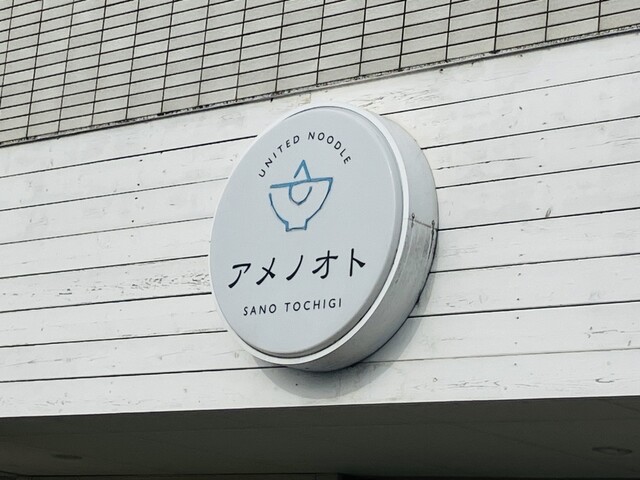 UNITED NOODLE
アメノオト
SANO TOCHIGI